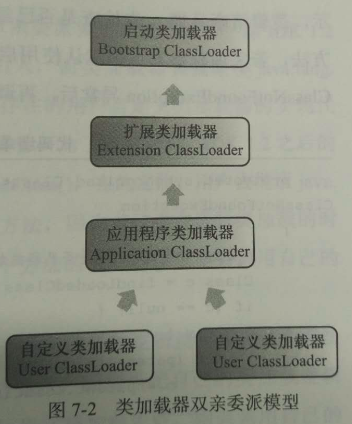 启动类加载器
Bootstrap ClassLoader
扩展类加载器
Extension ClassLoader
应用程序类加载器
Application ClassLoader
自定义类加载器
User ClassLoader
自定义类加载器
User ClassLoader
图 7-2 类加载器双亲委派模型